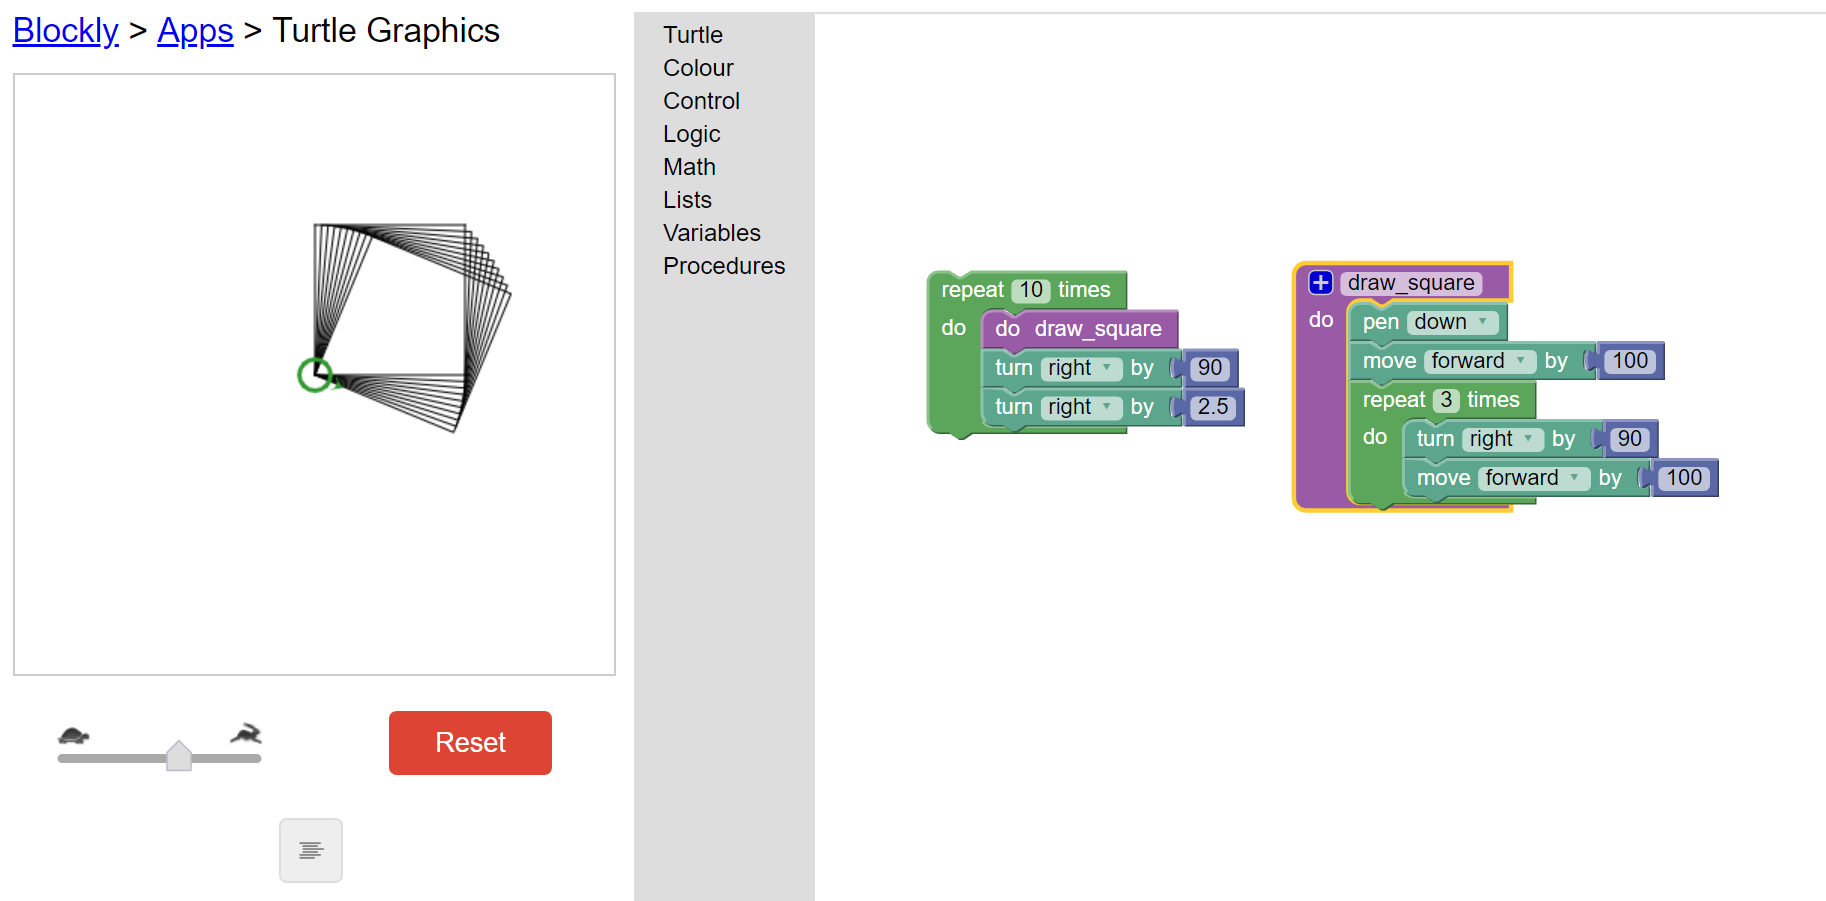 Blockly > Apps > Turtle Graphics
Reset
Turtle
Colour
Control
Logic
Math
Lists
Variables
Procedures
repeat 10 times
do do draw_square
turn right by 90
turn right by 2.5
draw_square
do pen down
move forward by 100
repeat 3 times
do turn right by 90
move forward by 100